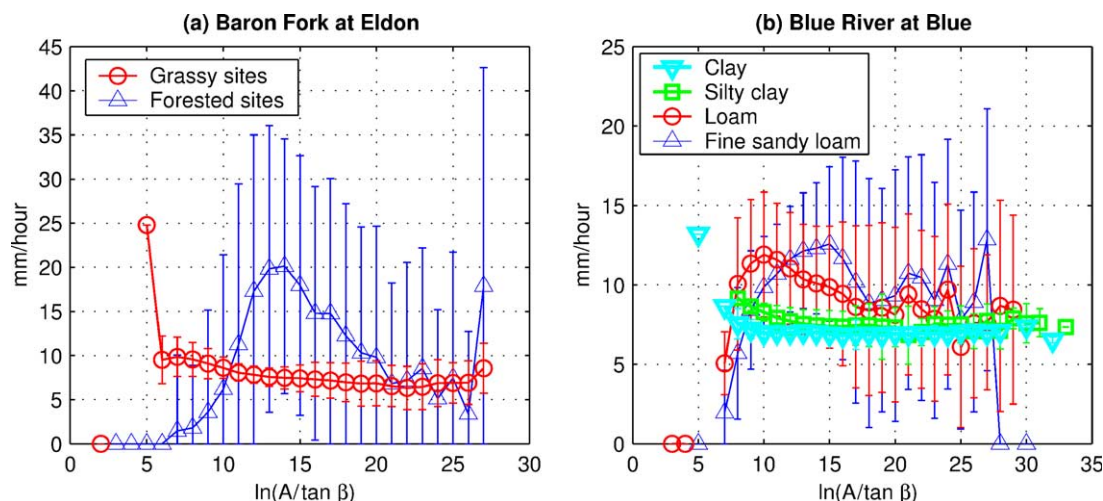 (a) Baron Fork at Eldon
45
40
35
30
25
20
15
10
5
0
mm/hour
Grassy sites
Forested sites
0 5 10 15 20 25 30
ln(A/tan β)
(b) Blue River at Blue
25
20
15
10
5
0
mm/hour
Clay
Silty clay
Loam
Fine sandy loam
0 5 10 15 20 25 30 35
ln(A/tan β)